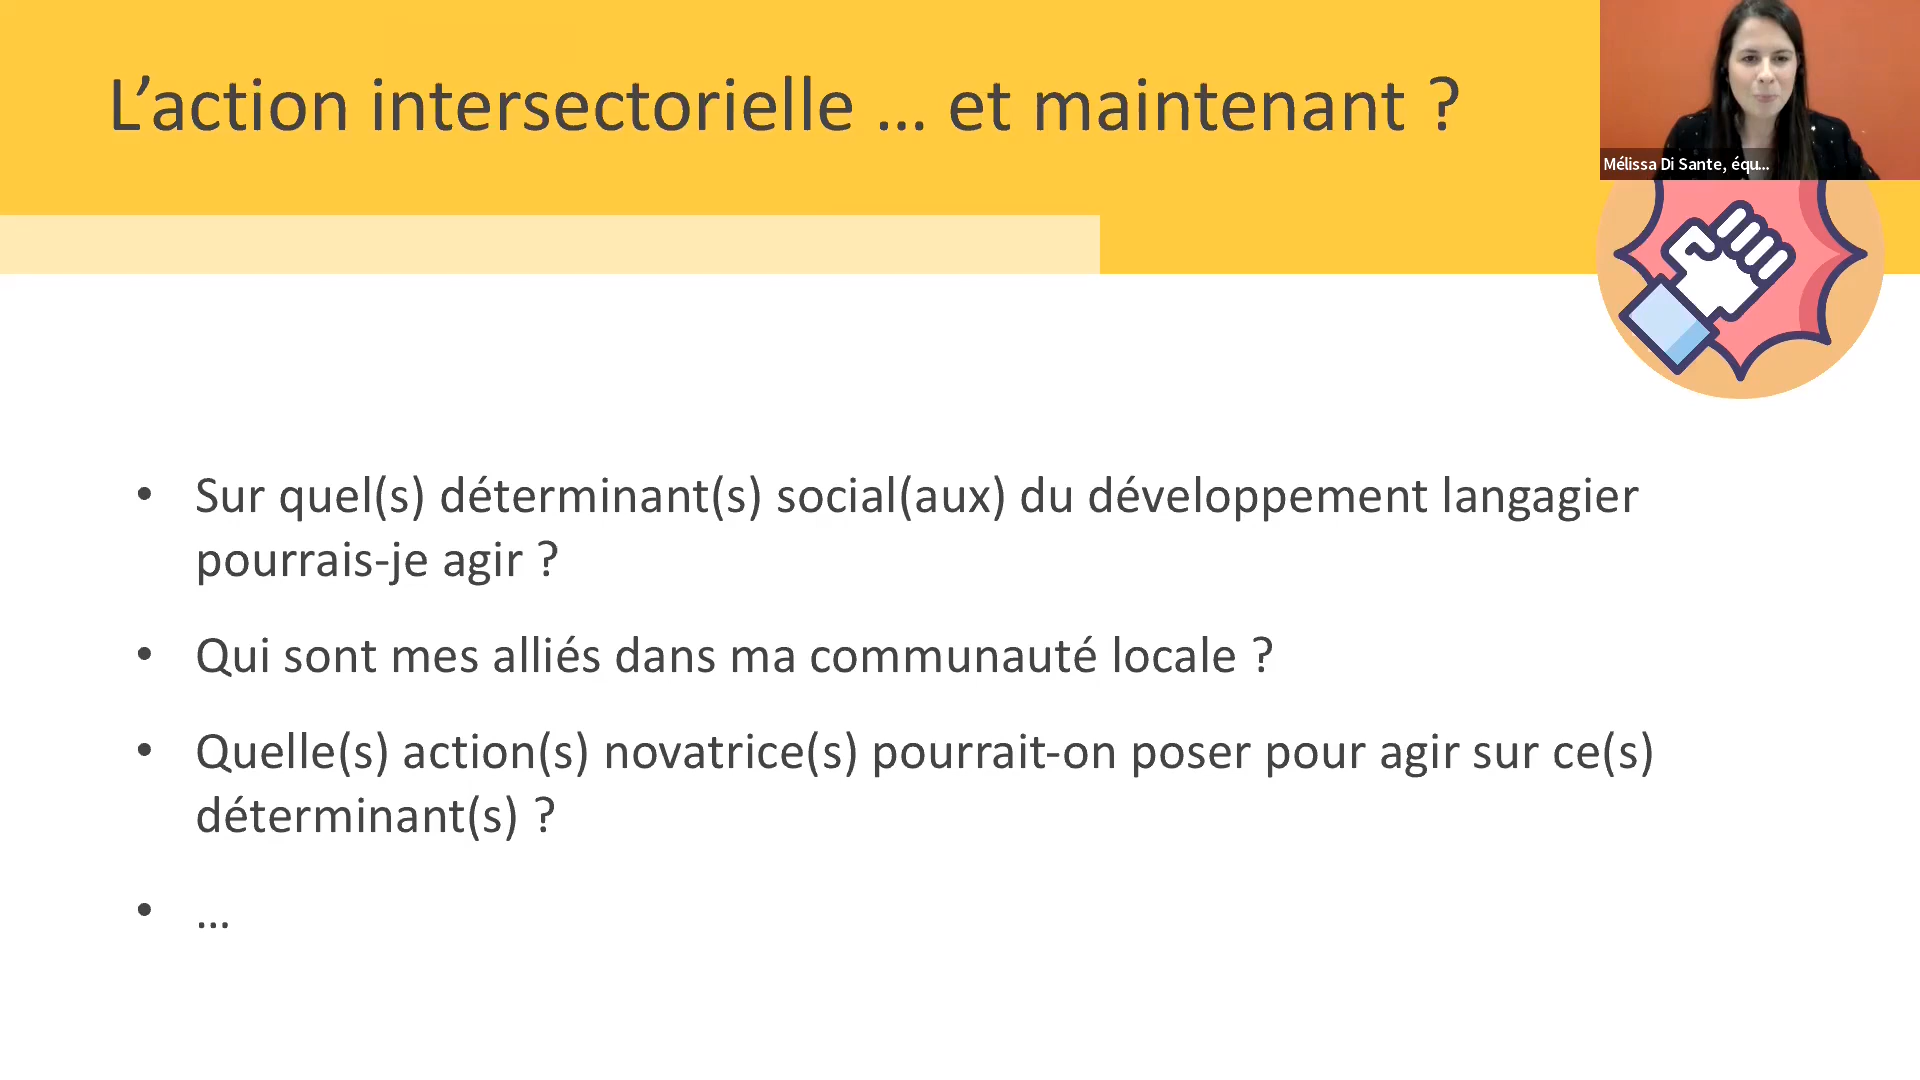 L’action intersectorielle ... et maintenant ?
Mélissa Di Sante, équ...
• Sur quel(s) déterminant(s) social(aux) du développement langagier
pourrais-je agir ?
• Qui sont mes alliés dans ma communauté locale ?
• Quelle(s) action(s) novatrice(s) pourrait-on poser pour agir sur ce(s)
déterminant(s) ?
• ...